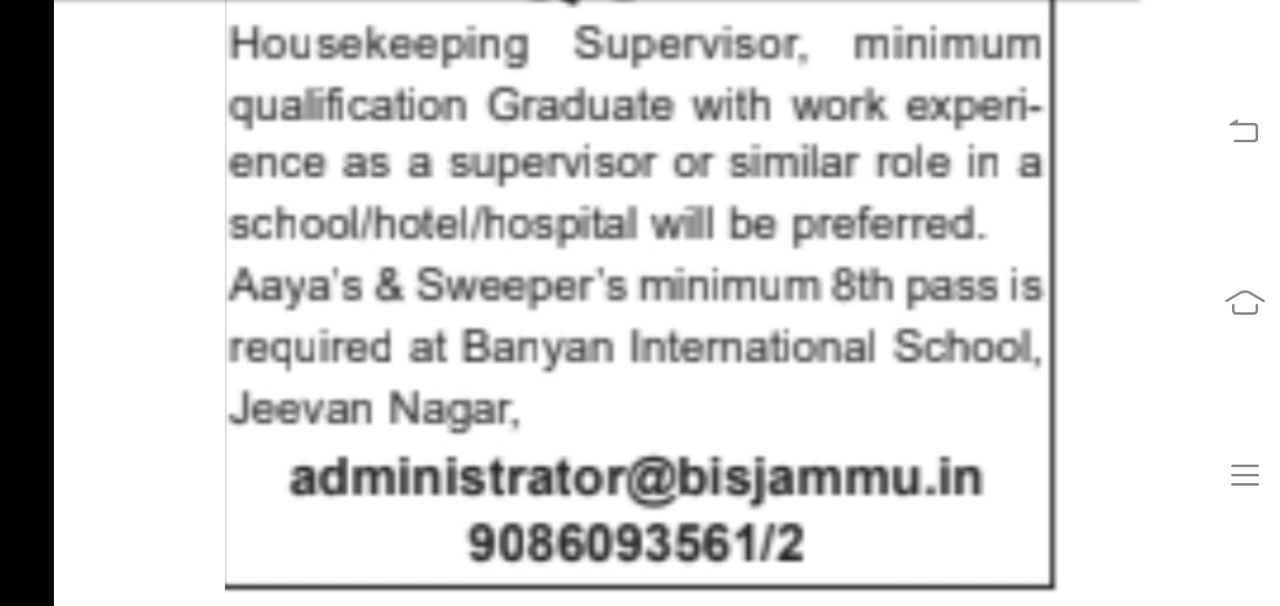 Housekeeping Supervisor, minimum
qualification Graduate with work experi-
ence as a supervisor or similar role in a
school/hotel/hospital will be preferred.
Aaya's & Sweeper's minimum 8th pass is
required at Banyan International School,
Jeevan Nagar,
administrator@bisjammu.in
9086093561/2